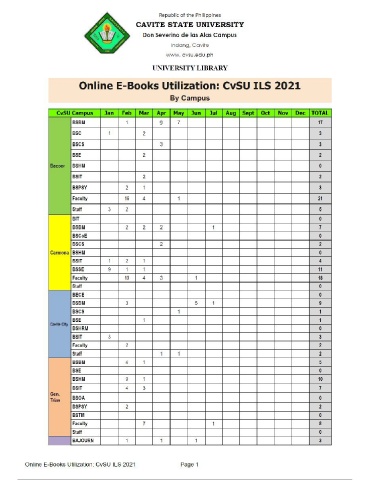 Republic of the Philippines
CAVITE STATE UNIVERSITY
Don Severino de las Alas Campus
Indang, Cavite
www. cvsu.edu.ph
UNIVERSITY LIBRARY
Online E-Books Utilization: CvSU ILS 2021
By Campus
CvSU Campus Jan Feb Mar Apr May Jun Jul Aug Sept Oct Nov Dec TOTAL
Bacoor
BSBM 1 9 7 17
BSC 1 2 3
BSCS 3 3
BSE 2 2
BSHM 0
BSIT 2 2
BSPSY 2 1 3
Faculty 16 4 1 21
Staff 3 2 5
Carmona
BIT 0
BSBM 2 2 2 1 7
BSCoE 0
BSCS 2 2
BSHM 0
BSIT 1 2 1 4
BSSE 9 1 1 11
Faculty 10 4 3 1 18
Staff 0
Cavite City
BECE 0
BSBM 3 5 1 9
BSCS 1 1
BSE 1 1
BSHRM 0
BSIT 3 3
Faculty 2 2
Staff 1 1 2
Gen. Trias
BSBM 4 1 5
BSE 0
BSHM 9 1 10
BSIT 4 3 7
BSOA 0
BSPSY 2 2
BSTM 0
Faculty 7 1 8
Staff 0
BAJOURN 1 1 1 3
Online E-Books Utilization: CvSU ILS 2021 Page 1